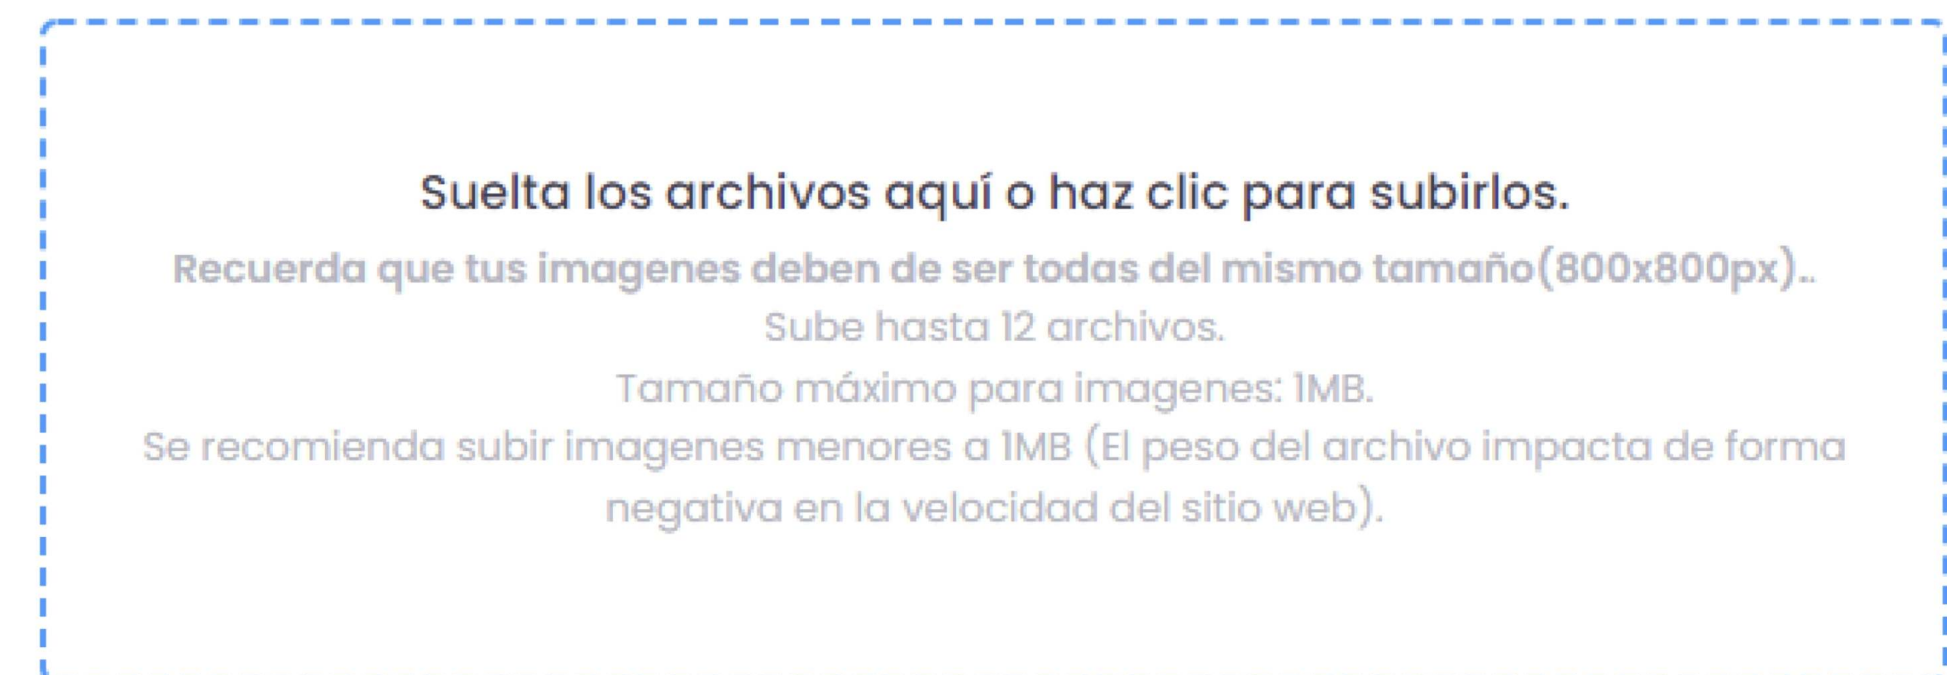 Suelta los archivos aquí o haz clic para subirlos.
Recuerda que tus imagenes deben de ser todas del mismo tamaño(800x800px)..
Sube hasta 12 archivos.
Tamaño máximo para imagenes: 1MB.
Se recomienda subir imagenes menores a 1MB (El peso del archivo impacta de forma
negativa en la velocidad del sitio web).